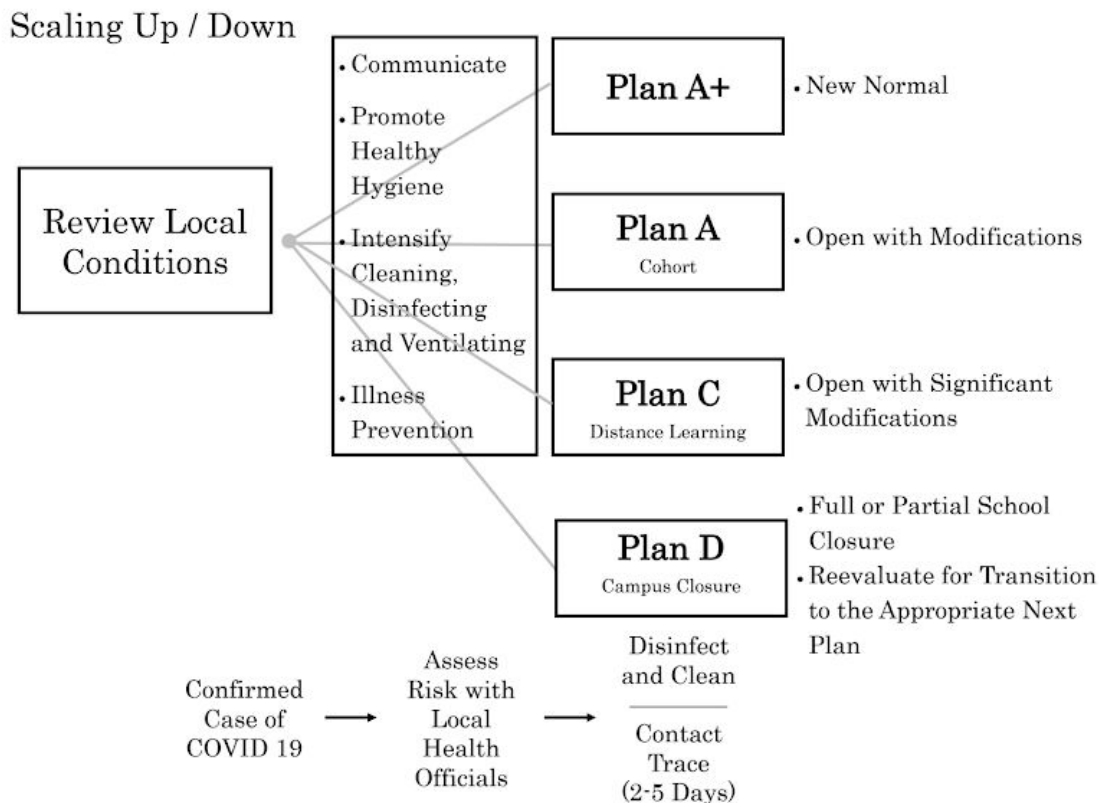 Scaling Up / Down
Review Local
Conditions
• Communicate
• Promote
Healthy
Hygiene
• Intensify
Cleaning,
Disinfecting
and Ventilating
• Illness
Prevention
Plan A+
• New Normal
Plan A
Cohort
• Open with Modifications
Plan C
Distance Learning
• Open with Significant
Modifications
Plan D
Campus Closure
• Full or Partial School
Closure
• Reevaluate for Transition
to the Appropriate Next
Plan
Confirmed
Case of
COVID 19
Assess
Risk with
Local
Health
Officials
Disinfect
and Clean
Contact
Trace
(2-5 Days)